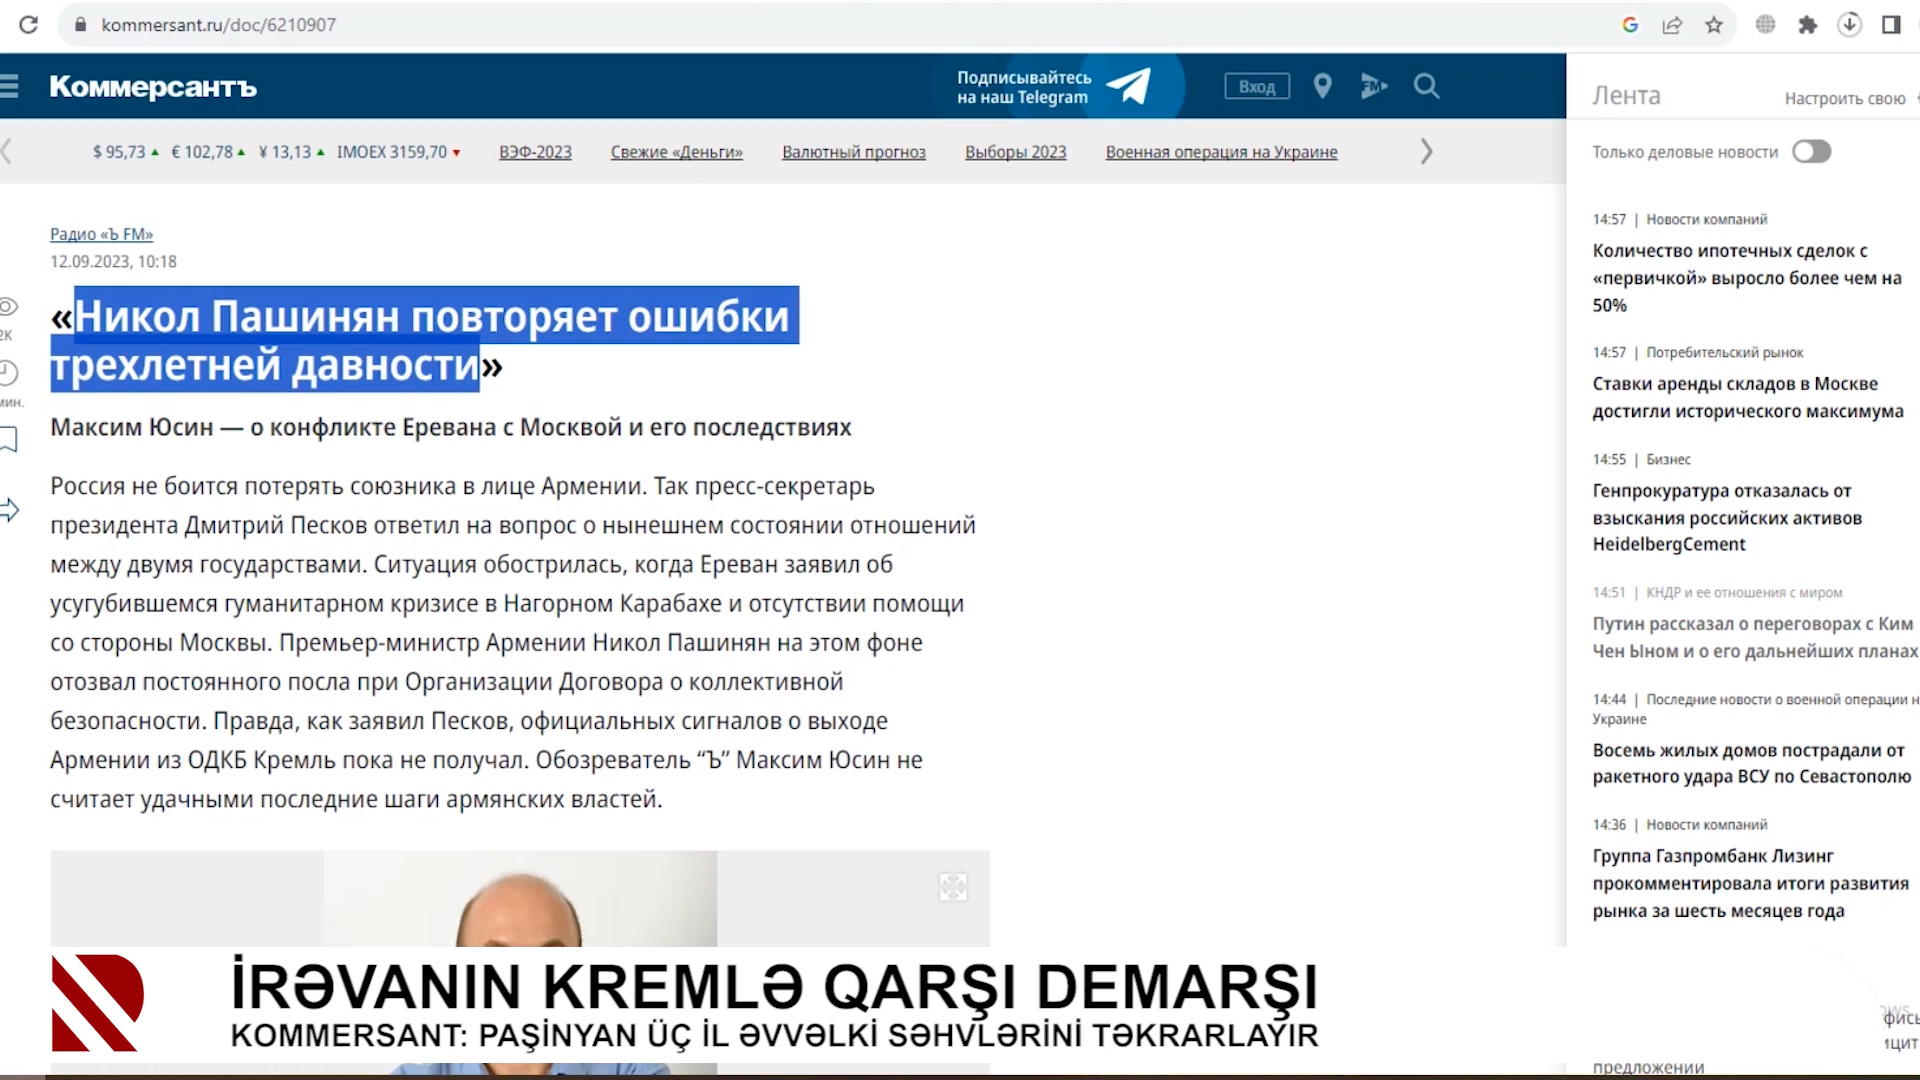 kommersant.ru/doc/6210907
Коммерсантъ
Подписывайтесь
на наш Telegram
Вход
FM
$ 95,73 € 102,78 ¥ 13,13 IMOEX 3159,70 ВЭФ-2023 Свежие «Деньги» Валютный прогноз Выборы 2023 Военная операция на Украине
Радио «Ъ FM»
12.09.2023, 10:18
2K
мин.
«Никол Пашинян повторяет ошибки
трехлетней давности»
Максим Юсин — о конфликте Еревана с Москвой и его последствиях
Россия не боится потерять союзника в лице Армении. Так пресс-секретарь
президента Дмитрий Песков ответил на вопрос о нынешнем состоянии отношений
между двумя государствами. Ситуация обострилась, когда Ереван заявил об
усугубившемся гуманитарном кризисе в Нагорном Карабахе и отсутствии помощи
со стороны Москвы. Премьер-министр Армении Никол Пашинян на этом фоне
отозвал постоянного посла при Организации Договора о коллективной
безопасности. Правда, как заявил Песков, официальных сигналов о выходе
Армении из ОДКБ Кремль пока не получал. Обозреватель “Ъ” Максим Юсин не
считает удачными последние шаги армянских властей.
Лента
Настроить свою
Только деловые новости
14:57 | Новости компаний
Количество ипотечных сделок с
«первичкой» выросло более чем на
50%
14:57 | Потребительский рынок
Ставки аренды складов в Москве
достигли исторического максимума
14:55 | Бизнес
Генпрокуратура отказалась от
взыскания российских активов
HeidelbergCement
14:51 | КНДР и ее отношения с миром
Путин рассказал о переговорах с Ким
Чен Ыном и о его дальнейших планах
14:44 | Последние новости о военной операции н
Украине
Восемь жилых домов пострадали от
ракетного удара ВСУ по Севастополю
14:36 | Новости компаний
Группа Газпромбанк Лизинг
прокомментировала итоги развития
рынка за шесть месяцев года
предложении
İRƏVANIN KREMLƏ QARŞI DEMARŞI
KOMMERSANT: PAŞİNYAN ÜÇ İL ƏVVƏLKİ SƏHVLƏRİNİ TƏKRARLAYIR